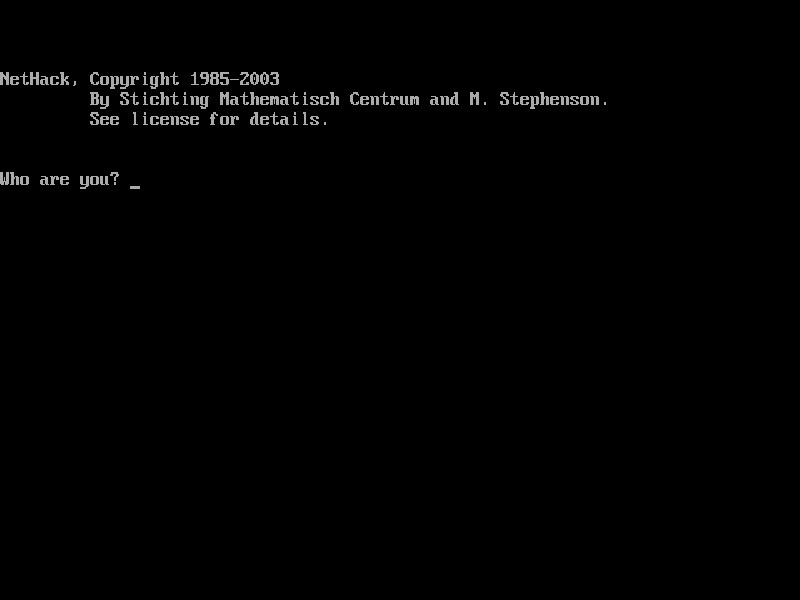 NetHack, Copyright 1985-2003
By Stichting Mathematisch Centrum and M. Stephenson.
See license for details.
Who are you? _